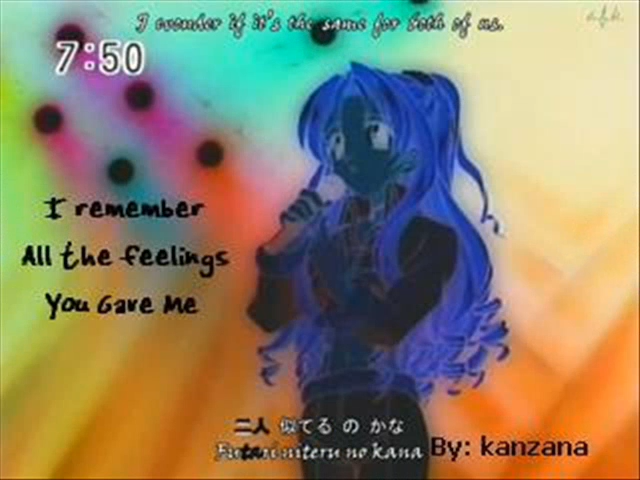 I wonder if it's the same for both of us.
a.f.k.
7:50
I remember
All the feelings
You Gave Me
二人 似てる の かな
Futari niteru no kana
By: kanzana